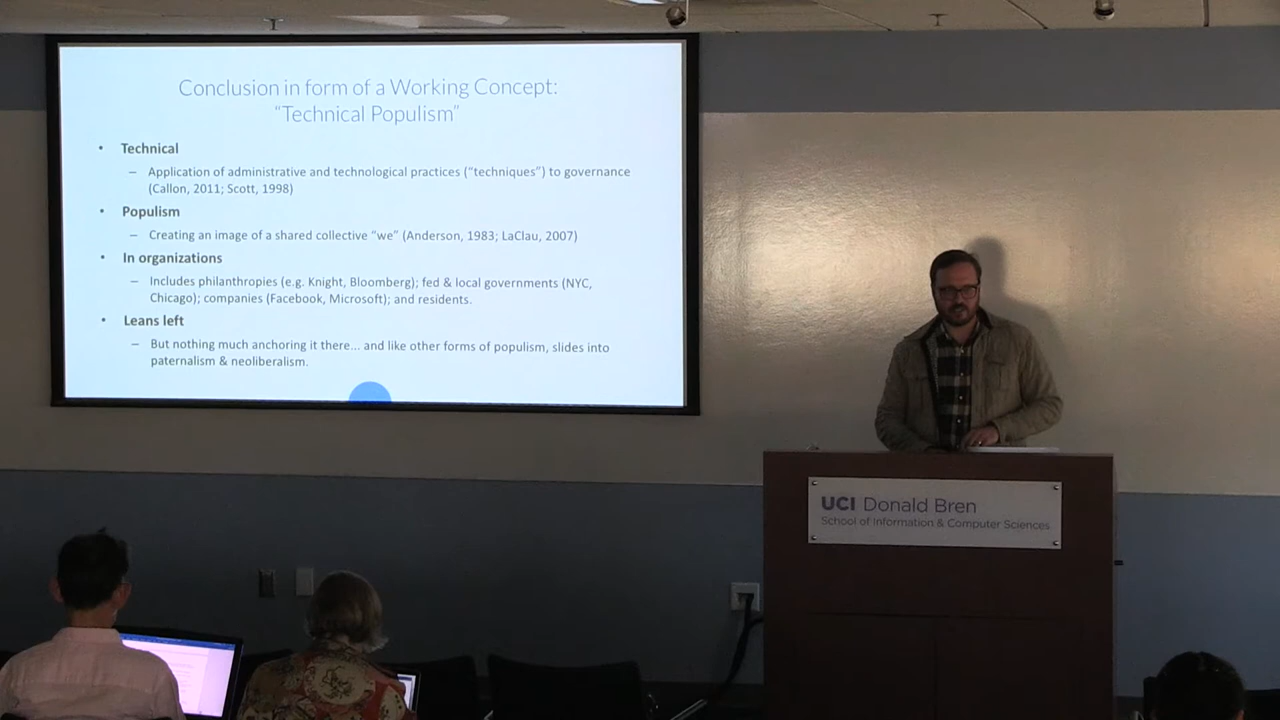 Conclusion in form of a Working Concept:
"Technical Populism"
• Technical
– Application of administrative and technological practices ("techniques") to governance
(Callon, 2011; Scott, 1998)
• Populism
– Creating an image of a shared collective "we" (Anderson, 1983; LaClau, 2007)
• In organizations
– Includes philanthropies (e.g. Knight, Bloomberg); fed & local governments (NYC,
Chicago); companies (Facebook, Microsoft); and residents.
• Leans left
– But nothing much anchoring it there... and like other forms of populism, slides into
paternalism & neoliberalism.
UCI Donald Bren
School of Information & Computer Sciences